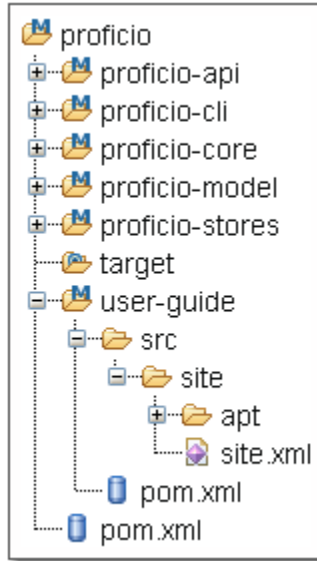 proficio
proficio-api
proficio-cli
proficio-core
proficio-model
proficio-stores
target
user-guide
src
site
apt
site.xml
pom.xml
pom.xml